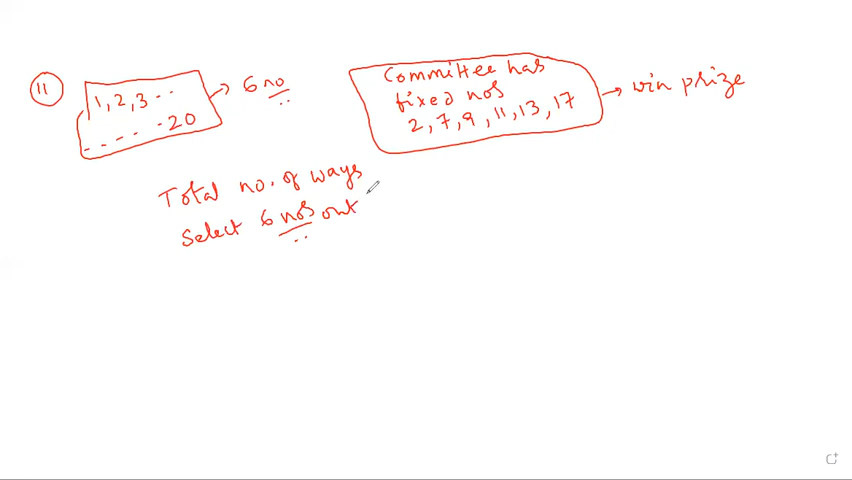 11
1, 2, 3 - -
- - - - - 20
6 no
Committee has
fixed nos
2, 7, 9, 11, 13, 17
win prize
Total no. of ways
Select 6 nos out